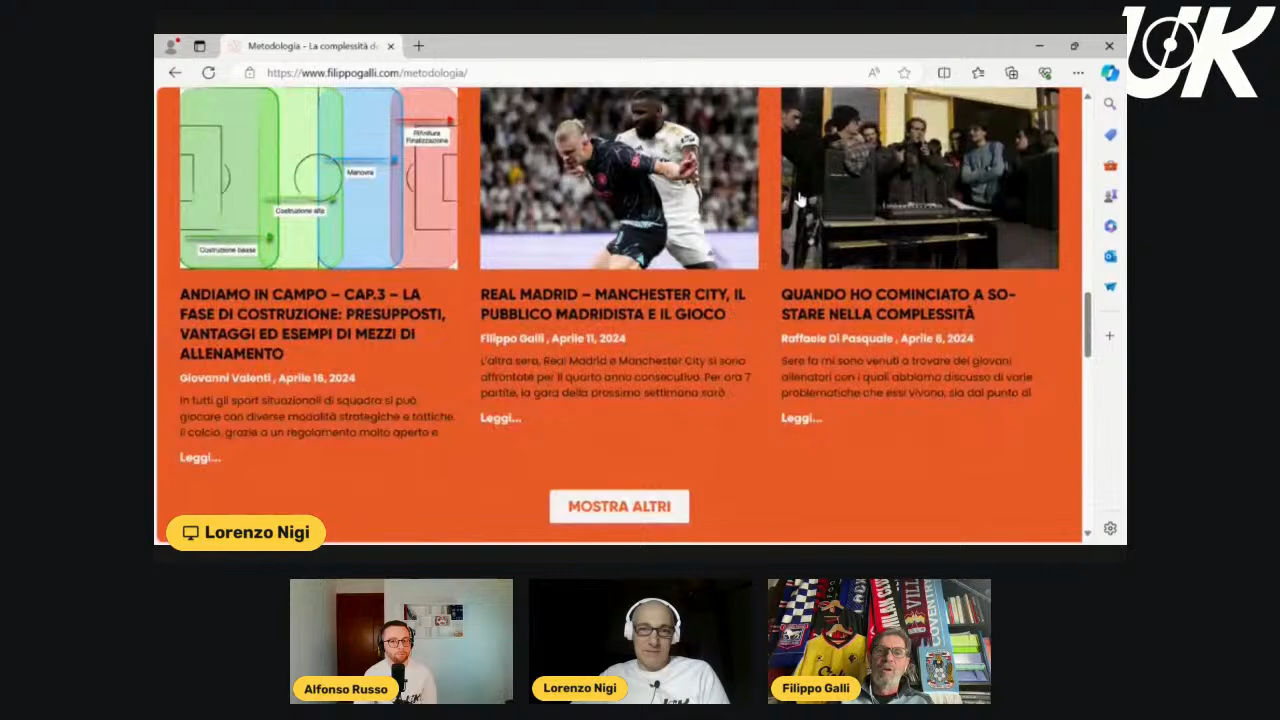 UK
Metodologia - La complessità de
https://www.filippogalli.com/metodologia/
Rifinitura
Finalizzazione
Manovra
Costruzione alta
Costruzione bassa
ANDIAMO IN CAMPO – CAP.3 – LA
FASE DI COSTRUZIONE: PRESUPPOSTI,
VANTAGGI ED ESEMPI DI MEZZI DI
ALLENAMENTO
Giovanni Valenti , Aprile 16, 2024
In tutti gli sport situazionali di squadra si può
giocare con diverse modalità strategiche e tattiche.
Il calcio, grazie a un regolamento molto aperto e
Leggi...
REAL MADRID – MANCHESTER CITY, IL
PUBBLICO MADRIDISTA E IL GIOCO
Filippo Galli , Aprile 11, 2024
L'altra sera, Real Madrid e Manchester City si sono
affrontate per il quarto anno consecutivo. Per ora 7
partite, la gara della prossima settimana sarà
Leggi...
QUANDO HO COMINCIATO A SO-
STARE NELLA COMPLESSITÀ
Raffaele Di Pasquale , Aprile 8, 2024
Sere fa mi sono venuti a trovare dei giovani
allenatori con i quali abbiamo discusso di varie
problematiche che essi vivono, sia dal punto di
Leggi...
MOSTRA ALTRI
Lorenzo Nigi
Alfonso Russo
Lorenzo Nigi
Filippo Galli
MILAN CLUB
VILL
COVENTRY